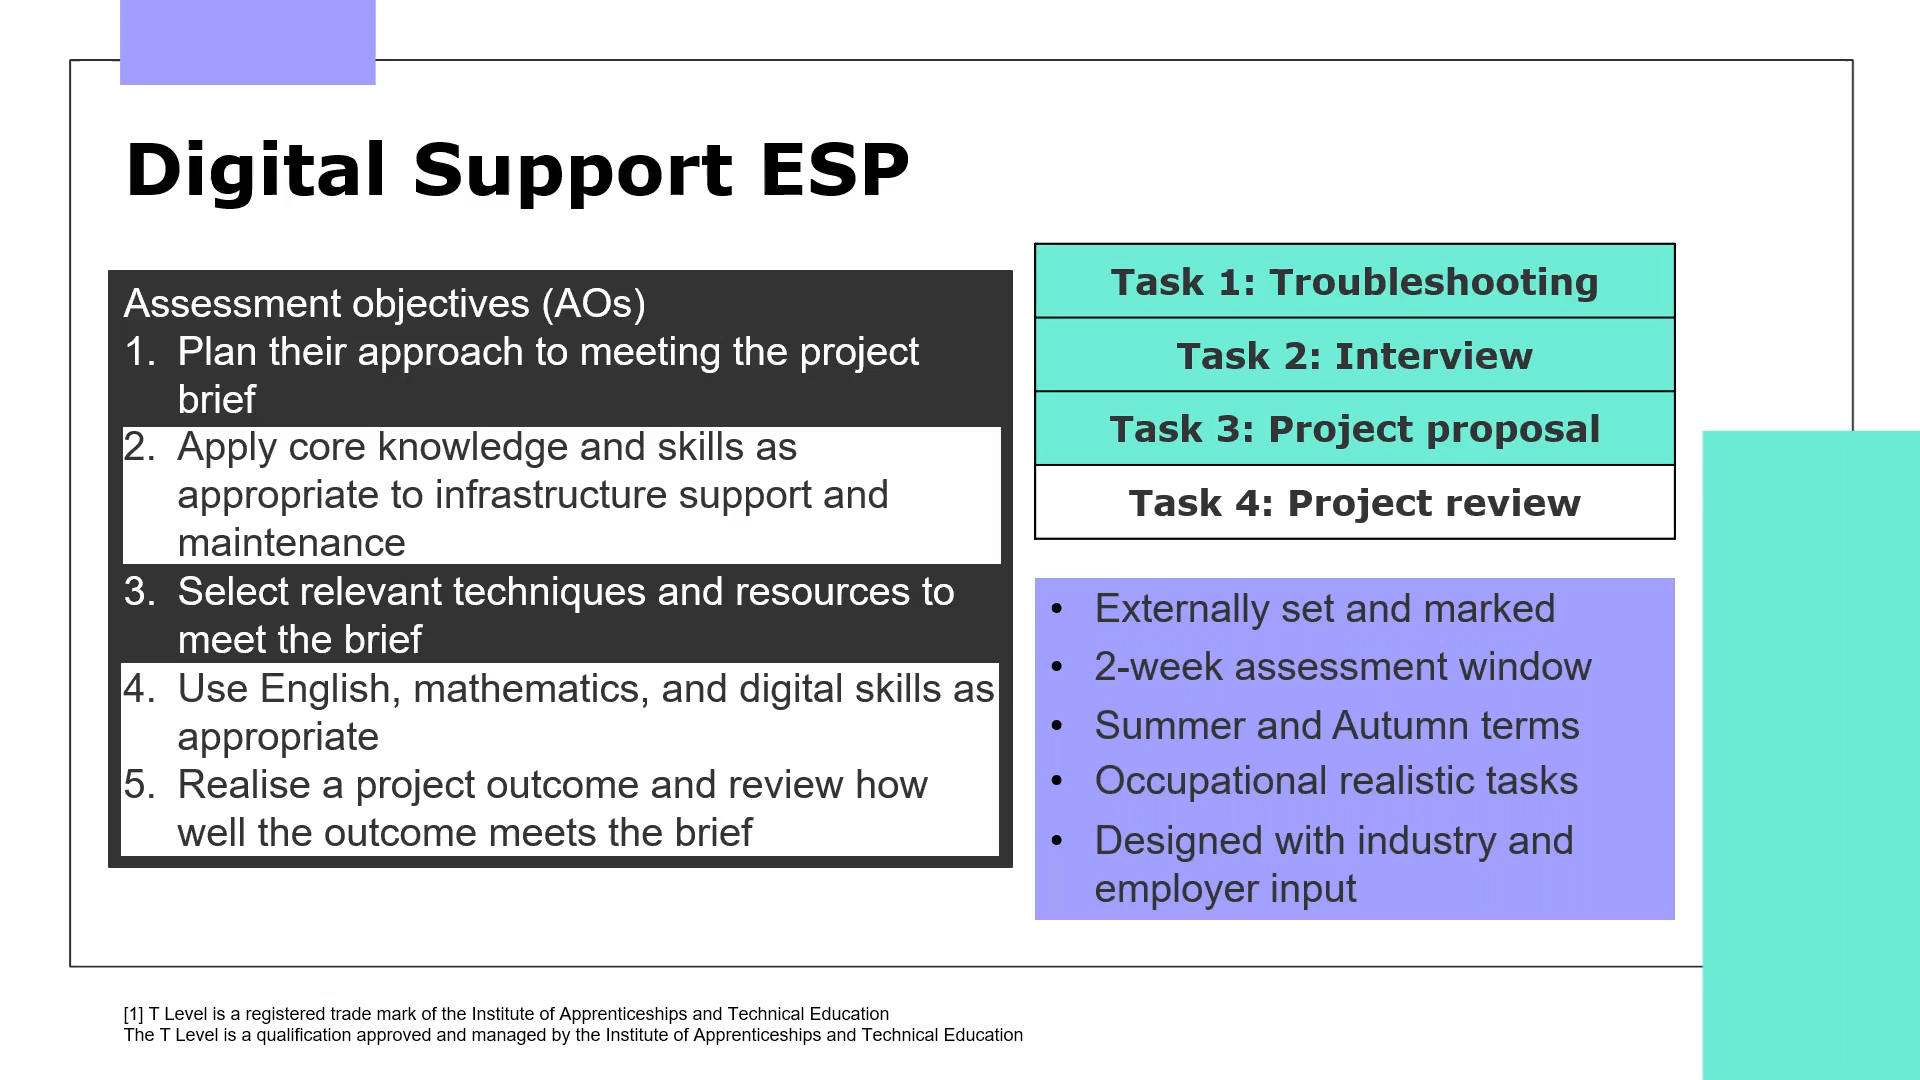 Digital Support ESP
Assessment objectives (AOs)
1. Plan their approach to meeting the project
brief
2. Apply core knowledge and skills as
appropriate to infrastructure support and
maintenance
3. Select relevant techniques and resources to
meet the brief
4. Use English, mathematics, and digital skills as
appropriate
5. Realise a project outcome and review how
well the outcome meets the brief
Task 1: Troubleshooting
Task 2: Interview
Task 3: Project proposal
Task 4: Project review
• Externally set and marked
• 2-week assessment window
• Summer and Autumn terms
• Occupational realistic tasks
• Designed with industry and
employer input
[1] T Level is a registered trade mark of the Institute of Apprenticeships and Technical Education
The T Level is a qualification approved and managed by the Institute of Apprenticeships and Technical Education